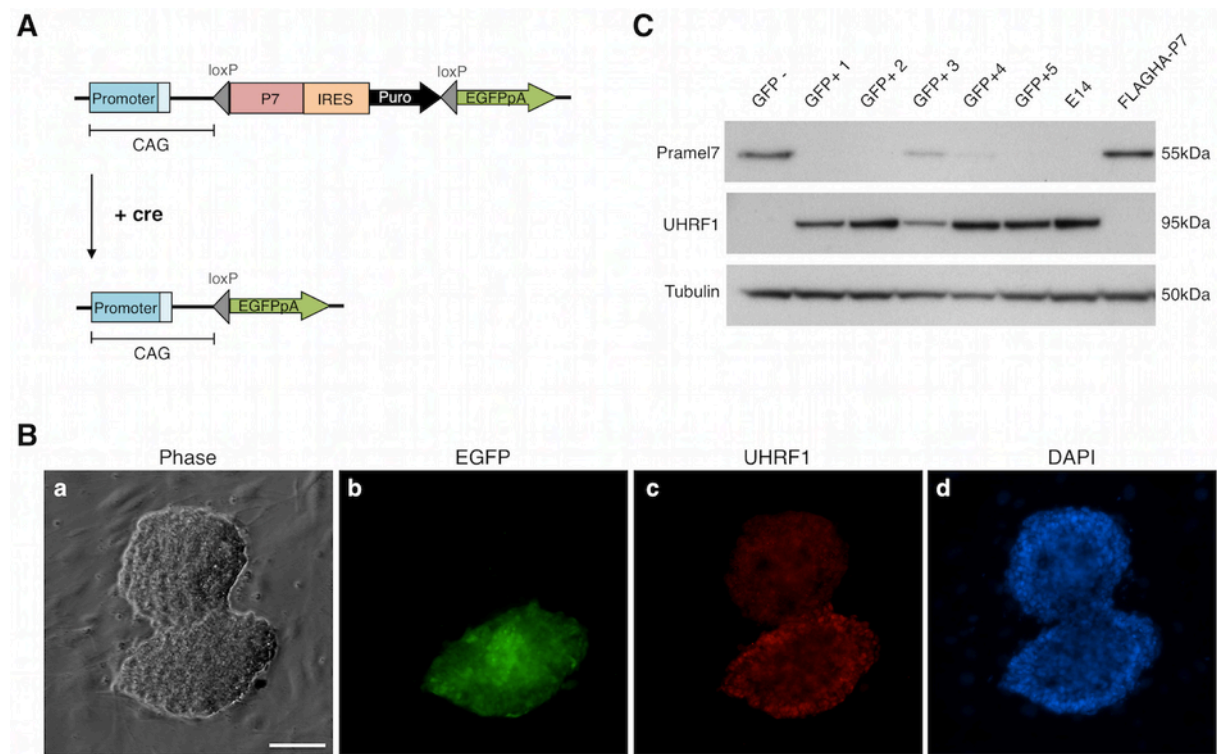 A
loxP loxP
Promoter P7 IRES Puro EGFPpA
CAG
+ cre
loxP
Promoter EGFPpA
CAG
C
GFP - GFP+ 1 GFP+ 2 GFP+ 3 GFP+4 GFP+5 E14 FLAGHA-P7
Pramel7 55kDa
UHRF1 95kDa
Tubulin 50kDa
B
Phase EGFP UHRF1 DAPI
a b c d